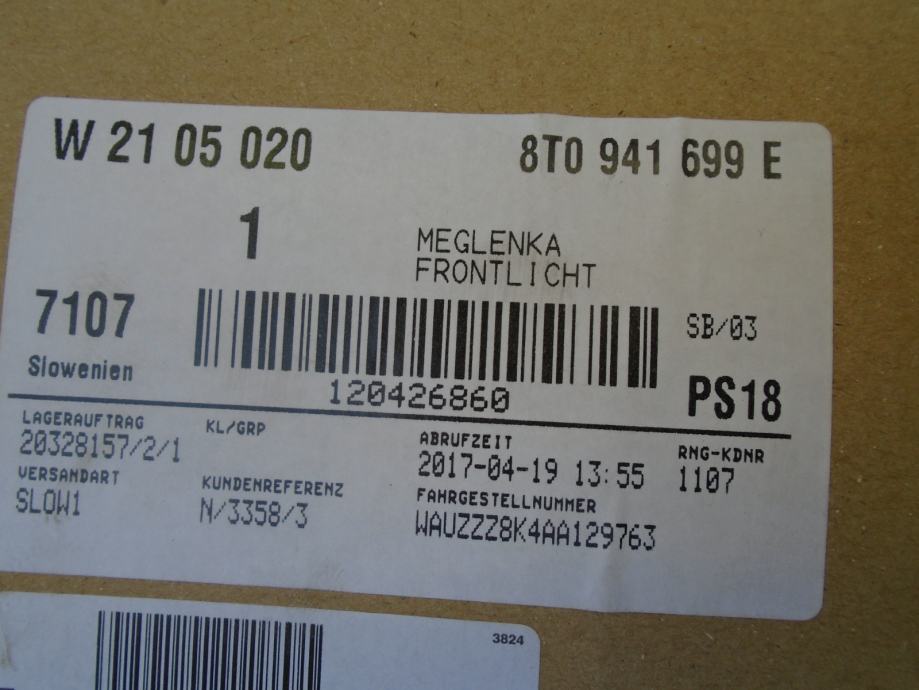 W 21 05 020 8T0 941 699 E
1
MEGLENKA
FRONTLICHT
7107
Slowenien
SB/03
120426860
PS18
LAGERAUFTRAG KL/GRP ABRUFZEIT RNG-KDNR
20328157/2/1 2017-04-19 13:55 1107
VERSANDART KUNDENREFERENZ FAHRGESTELLNUMMER
SLOW1 N/3358/3 WAUZZZ8K4AA129763
3824